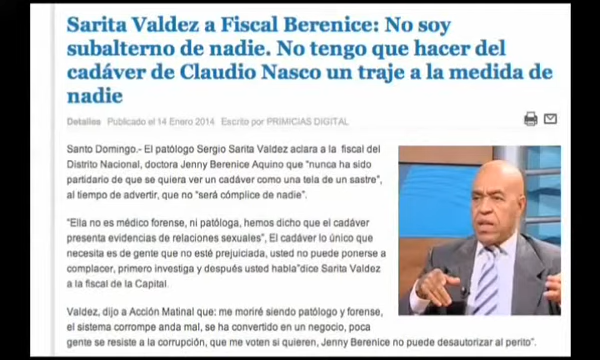 Sarita Valdez a Fiscal Berenice: No soy
subalterno de nadie. No tengo que hacer del
cadáver de Claudio Nasco un traje a la medida de
nadie
Detalles Publicado el 14 Enero 2014 Escrito por PRIMICIAS DIGITAL
Santo Domingo.- El patólogo Sergio Sarita Valdez aclara a la fiscal del
Distrito Nacional, doctora Jenny Berenice Aquino que "nunca ha sido
partidario de que se quiera ver un cadáver como una tela de un sastre",
al tiempo de advertir, que no "será cómplice de nadie".
"Ella no es médico forense, ni patóloga, hemos dicho que el cadáver
presenta evidencias de relaciones sexuales", El cadáver lo único que
necesita es de gente que no esté prejuiciada, usted no puede ponerse a
complacer, primero investiga y después usted habla"dice Sarita Valdez
a la fiscal de la Capital.
Valdez, dijo a Acción Matinal que: me moriré siendo patólogo y forense,
el sistema corrompe anda mal, se ha convertido en un negocio, poca
gente se resiste a la corrupción, que me voten si quieren, Jenny Berenice no puede desautorizar al perito".